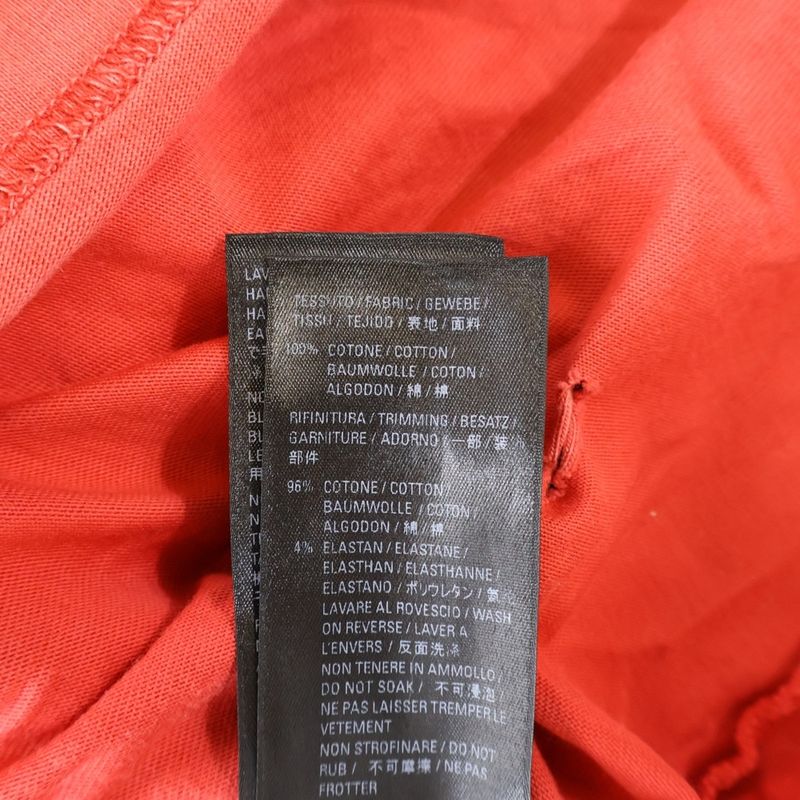 TESSUTO / FABRIC / GEWEBE /
TISSU / TEJIDO / 表地 / 面料
100% COTONE / COTTON /
BAUMWOLLE / COTTON /
ALGODON / 綿 / 棉
RIFINITURA / TRIMMING / BESATZ /
GARNITURE / ADORNO / 一部 / 装
部件
96% COTONE / COTTON
BAUMWOLLE / COTTON /
ALGODON / 綿 / 棉
4% ELASTAN / ELASTANE /
ELASTHAN / ELASTHANNE /
ELASTANO / ポリウレタン /
LAVARE AL ROVESCIO / WASH
ON REVERSE / LAVER A
L'ENVERS / 反面洗涤
NON TENERE IN AMMOLLO /
DO NOT SOAK / 不可浸泡
NE PAS LAISSER TREMPER LE
VETEMENT
NON STROFINARE / DO NOT
RUB / 不可摩擦 / NE PAS
FROTTER